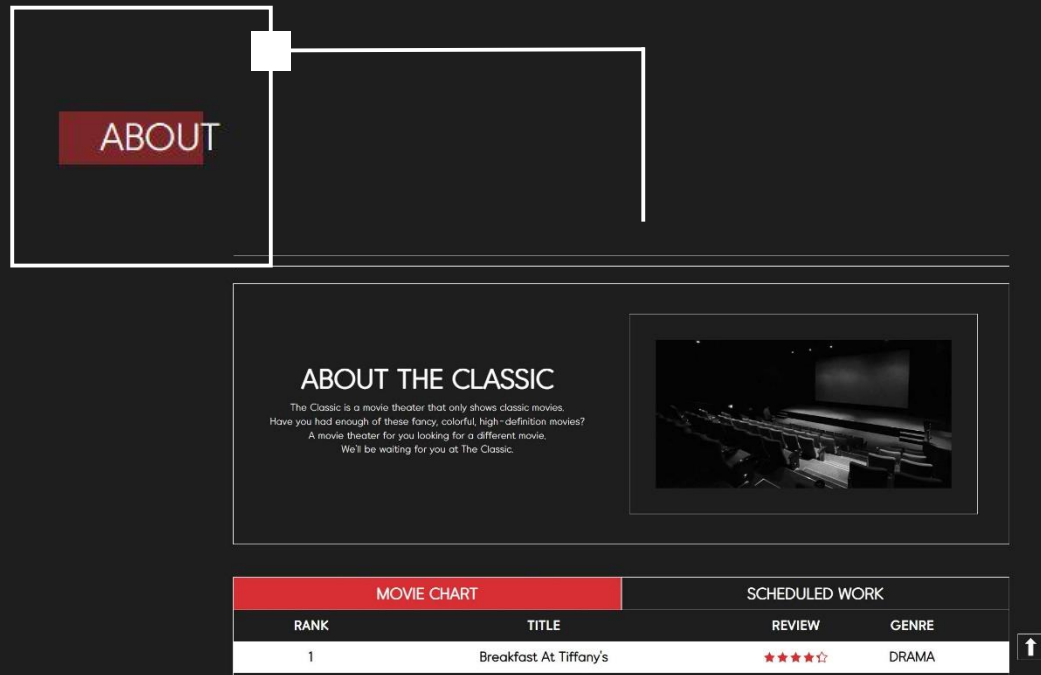 ABOUT
ABOUT THE CLASSIC
The Classic is a movie theater that only shows classic movies.
Have you had enough of these fancy, colorful, high-definition movies?
A movie theater for you looking for a different movie.
We'll be waiting for you at The Classic.
MOVIE CHART SCHEDULED WORK
RANK TITLE REVIEW GENRE
1 Breakfast At Tiffany's ★★★★☆ DRAMA